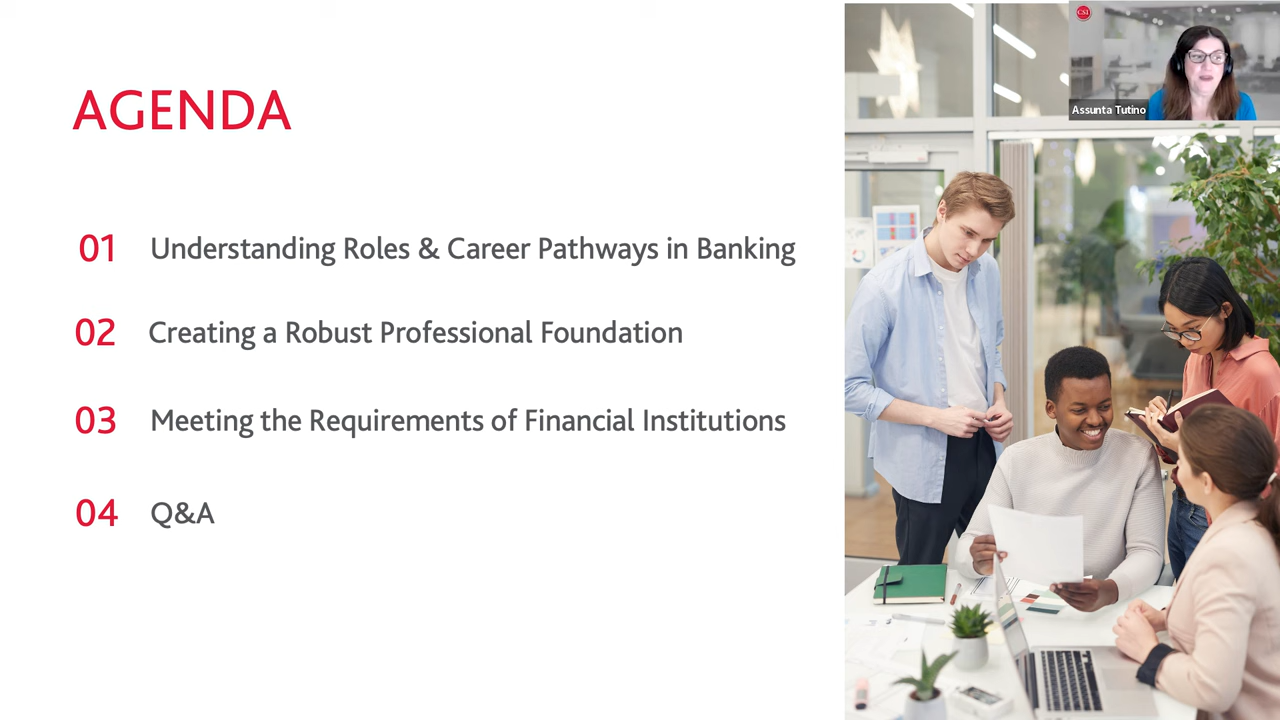 AGENDA
01 Understanding Roles & Career Pathways in Banking
02 Creating a Robust Professional Foundation
03 Meeting the Requirements of Financial Institutions
04 Q&A
CSI
Assunta Tutino